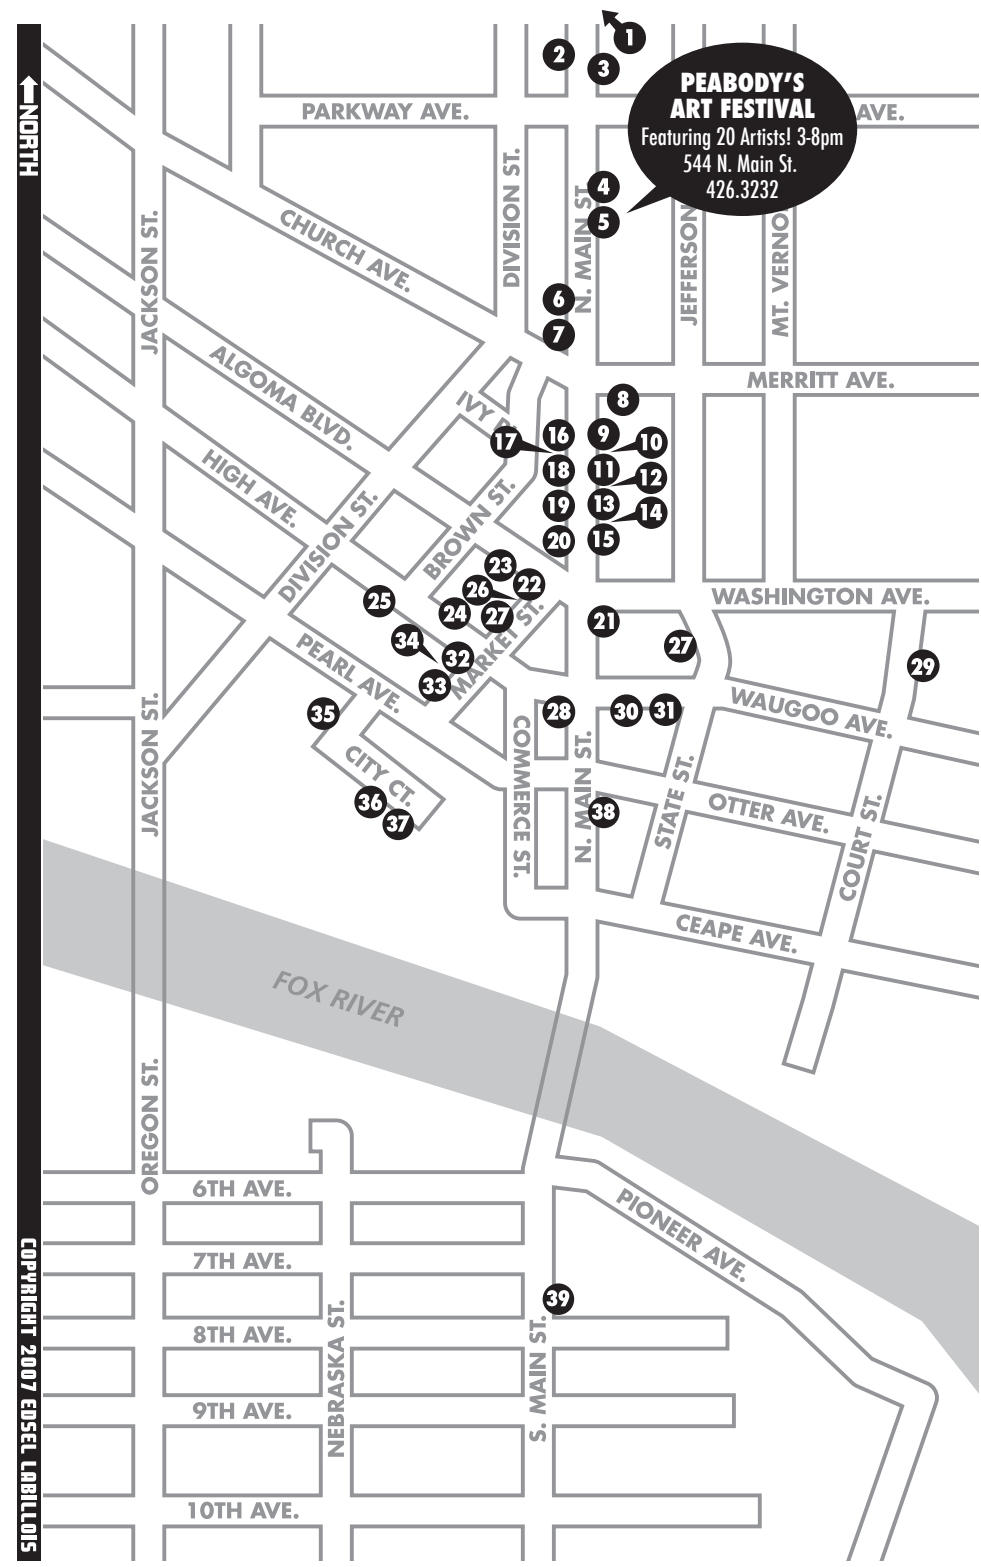 NORTH
1
2
3
PEABODY'S
ART FESTIVAL
Featuring 20 Artists! 3-8pm
544 N. Main St.
426.3232
PARKWAY AVE.
AVE.
DIVISION ST.
4
N. MAIN ST.
5
JEFFERSON
MT. VERNO
JACKSON ST.
CHURCH AVE.
6
7
ALGOMA BLVD.
MERRITT AVE.
IVY
8
17
16
9
10
18
11
12
HIGH AVE.
19
13
14
20
15
DIVISION ST.
BROWN ST.
23
22
26
25
24
27
MARKET ST.
WASHINGTON AVE.
21
27
29
34
32
33
PEARL AVE.
WAUGOO AVE.
35
28
30
31
JACKSON ST.
CITY CT.
COMMERCE ST.
N. MAIN ST.
STATE ST.
OTTER AVE.
COURT ST.
36
37
38
CEAPE AVE.
FOX RIVER
OREGON ST.
6TH AVE.
PIONEER AVE.
7TH AVE.
39
8TH AVE.
NEBRASKA ST.
S. MAIN ST.
9TH AVE.
10TH AVE.
COPYRIGHT 2007 EDSEL LABILLOIS